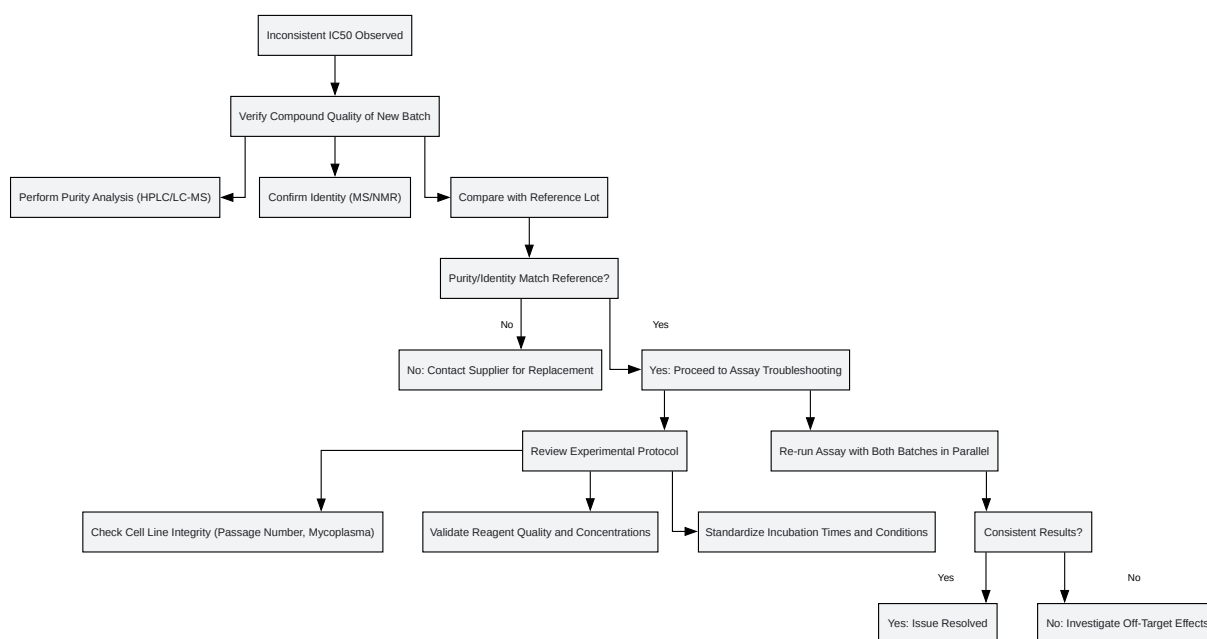 Inconsistent IC50 Observed
Verify Compound Quality of New Batch
Perform Purity Analysis (HPLC/LC-MS)
Confirm Identity (MS/NMR)
Compare with Reference Lot
Purity/Identity Match Reference?
No
Yes
No: Contact Supplier for Replacement
Yes: Proceed to Assay Troubleshooting
Review Experimental Protocol
Re-run Assay with Both Batches in Parallel
Check Cell Line Integrity (Passage Number, Mycoplasma)
Validate Reagent Quality and Concentrations
Standardize Incubation Times and Conditions
Consistent Results?
Yes
No
Yes: Issue Resolved
No: Investigate Off-Target Effects